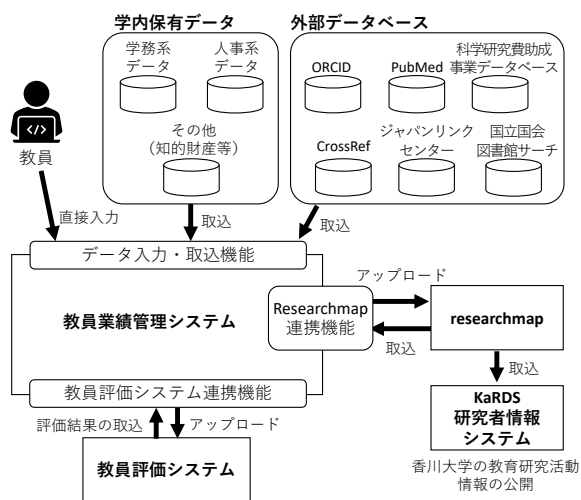 学内保有データ
学務系
データ
人事系
データ
その他
（知的財産等）
外部データベース
ORCID
PubMed
科学研究費助成
事業データベース
CrossRef
ジャパンリンク
センター
国立国会
図書館サーチ
教員
直接入力
取込
取込
データ入力・取込機能
教員業績管理システム
Researchmap
連携機能
アップロード
取込
researchmap
取込
教員評価システム連携機能
評価結果の取込
アップロード
教員評価システム
KaRDS
研究者情報
システム
香川大学の教育研究活動
情報の公開